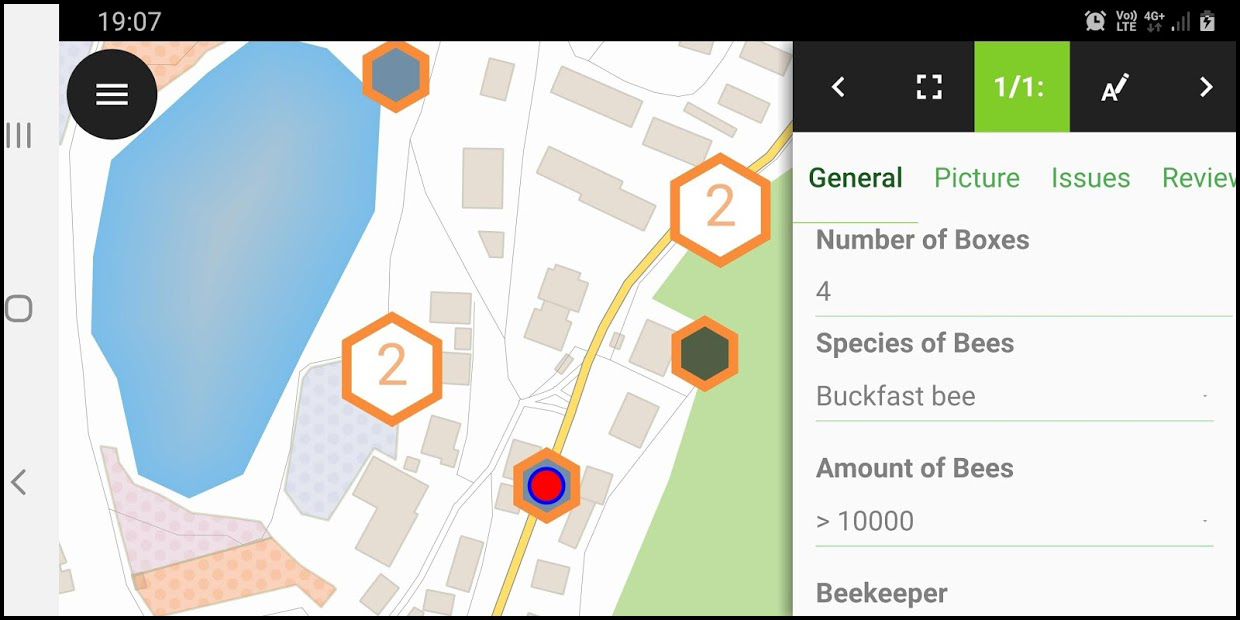 19:07
Vo))
LTE
4G+
1/1:
General Picture Issues Review
Number of Boxes
4
Species of Bees
Buckfast bee
Amount of Bees
> 10000
Beekeeper
2
2